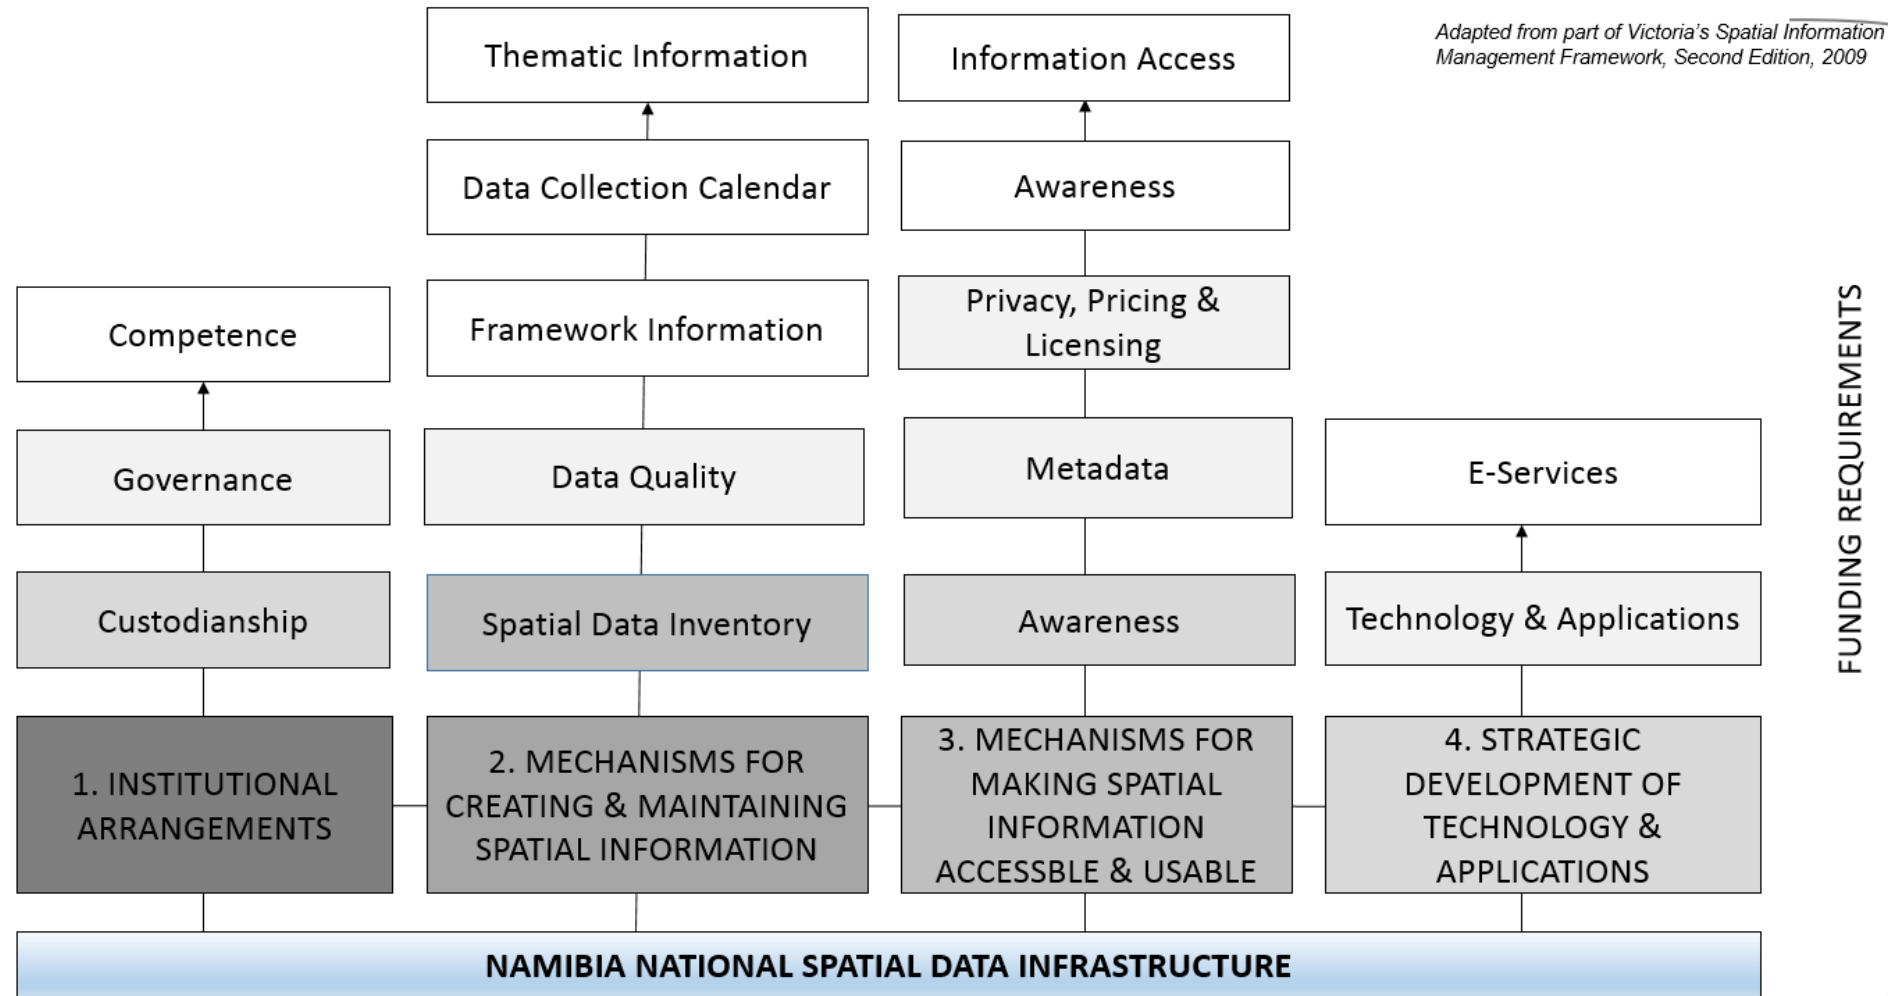 Adapted from part of Victoria's Spatial Information
Management Framework, Second Edition, 2009
Thematic Information
Information Access
Data Collection Calendar
Awareness
Competence
Framework Information
Privacy, Pricing &
Licensing
Governance
Data Quality
Metadata
E-Services
Custodianship
Spatial Data Inventory
Awareness
Technology & Applications
1. INSTITUTIONAL
ARRANGEMENTS
2. MECHANISMS FOR
CREATING & MAINTAINING
SPATIAL INFORMATION
3. MECHANISMS FOR
MAKING SPATIAL
INFORMATION
ACCESSBLE & USABLE
4. STRATEGIC
DEVELOPMENT OF
TECHNOLOGY &
APPLICATIONS
NAMIBIA NATIONAL SPATIAL DATA INFRASTRUCTURE
FUNDING REQUIREMENTS